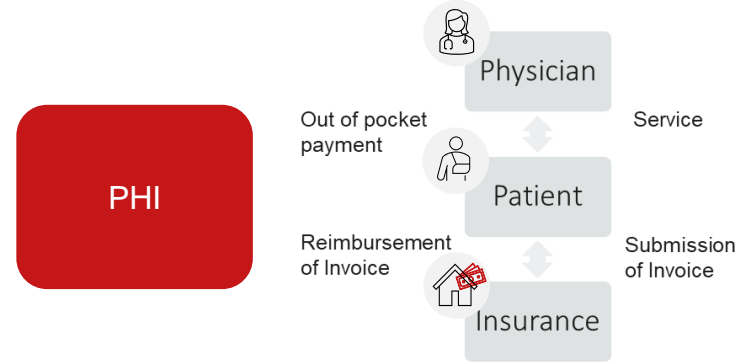 PHI
Physician
Out of pocket
payment
Service
Patient
Reimbursement
of Invoice
Submission
of Invoice
Insurance